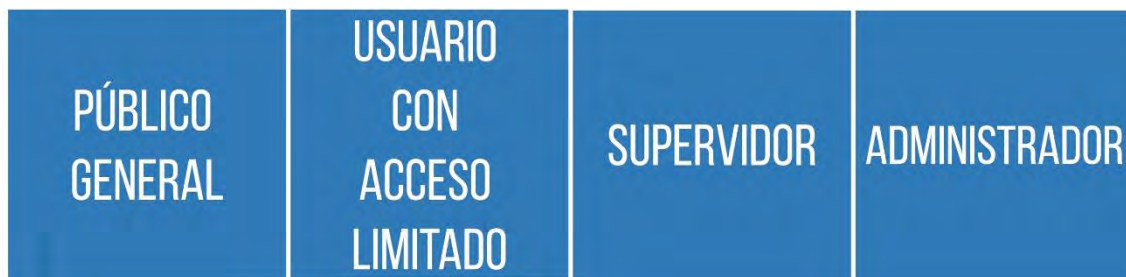 PÚBLICO
GENERAL
USUARIO
CON
ACCESO
LIMITADO
SUPERVIDOR
ADMINISTRADOR